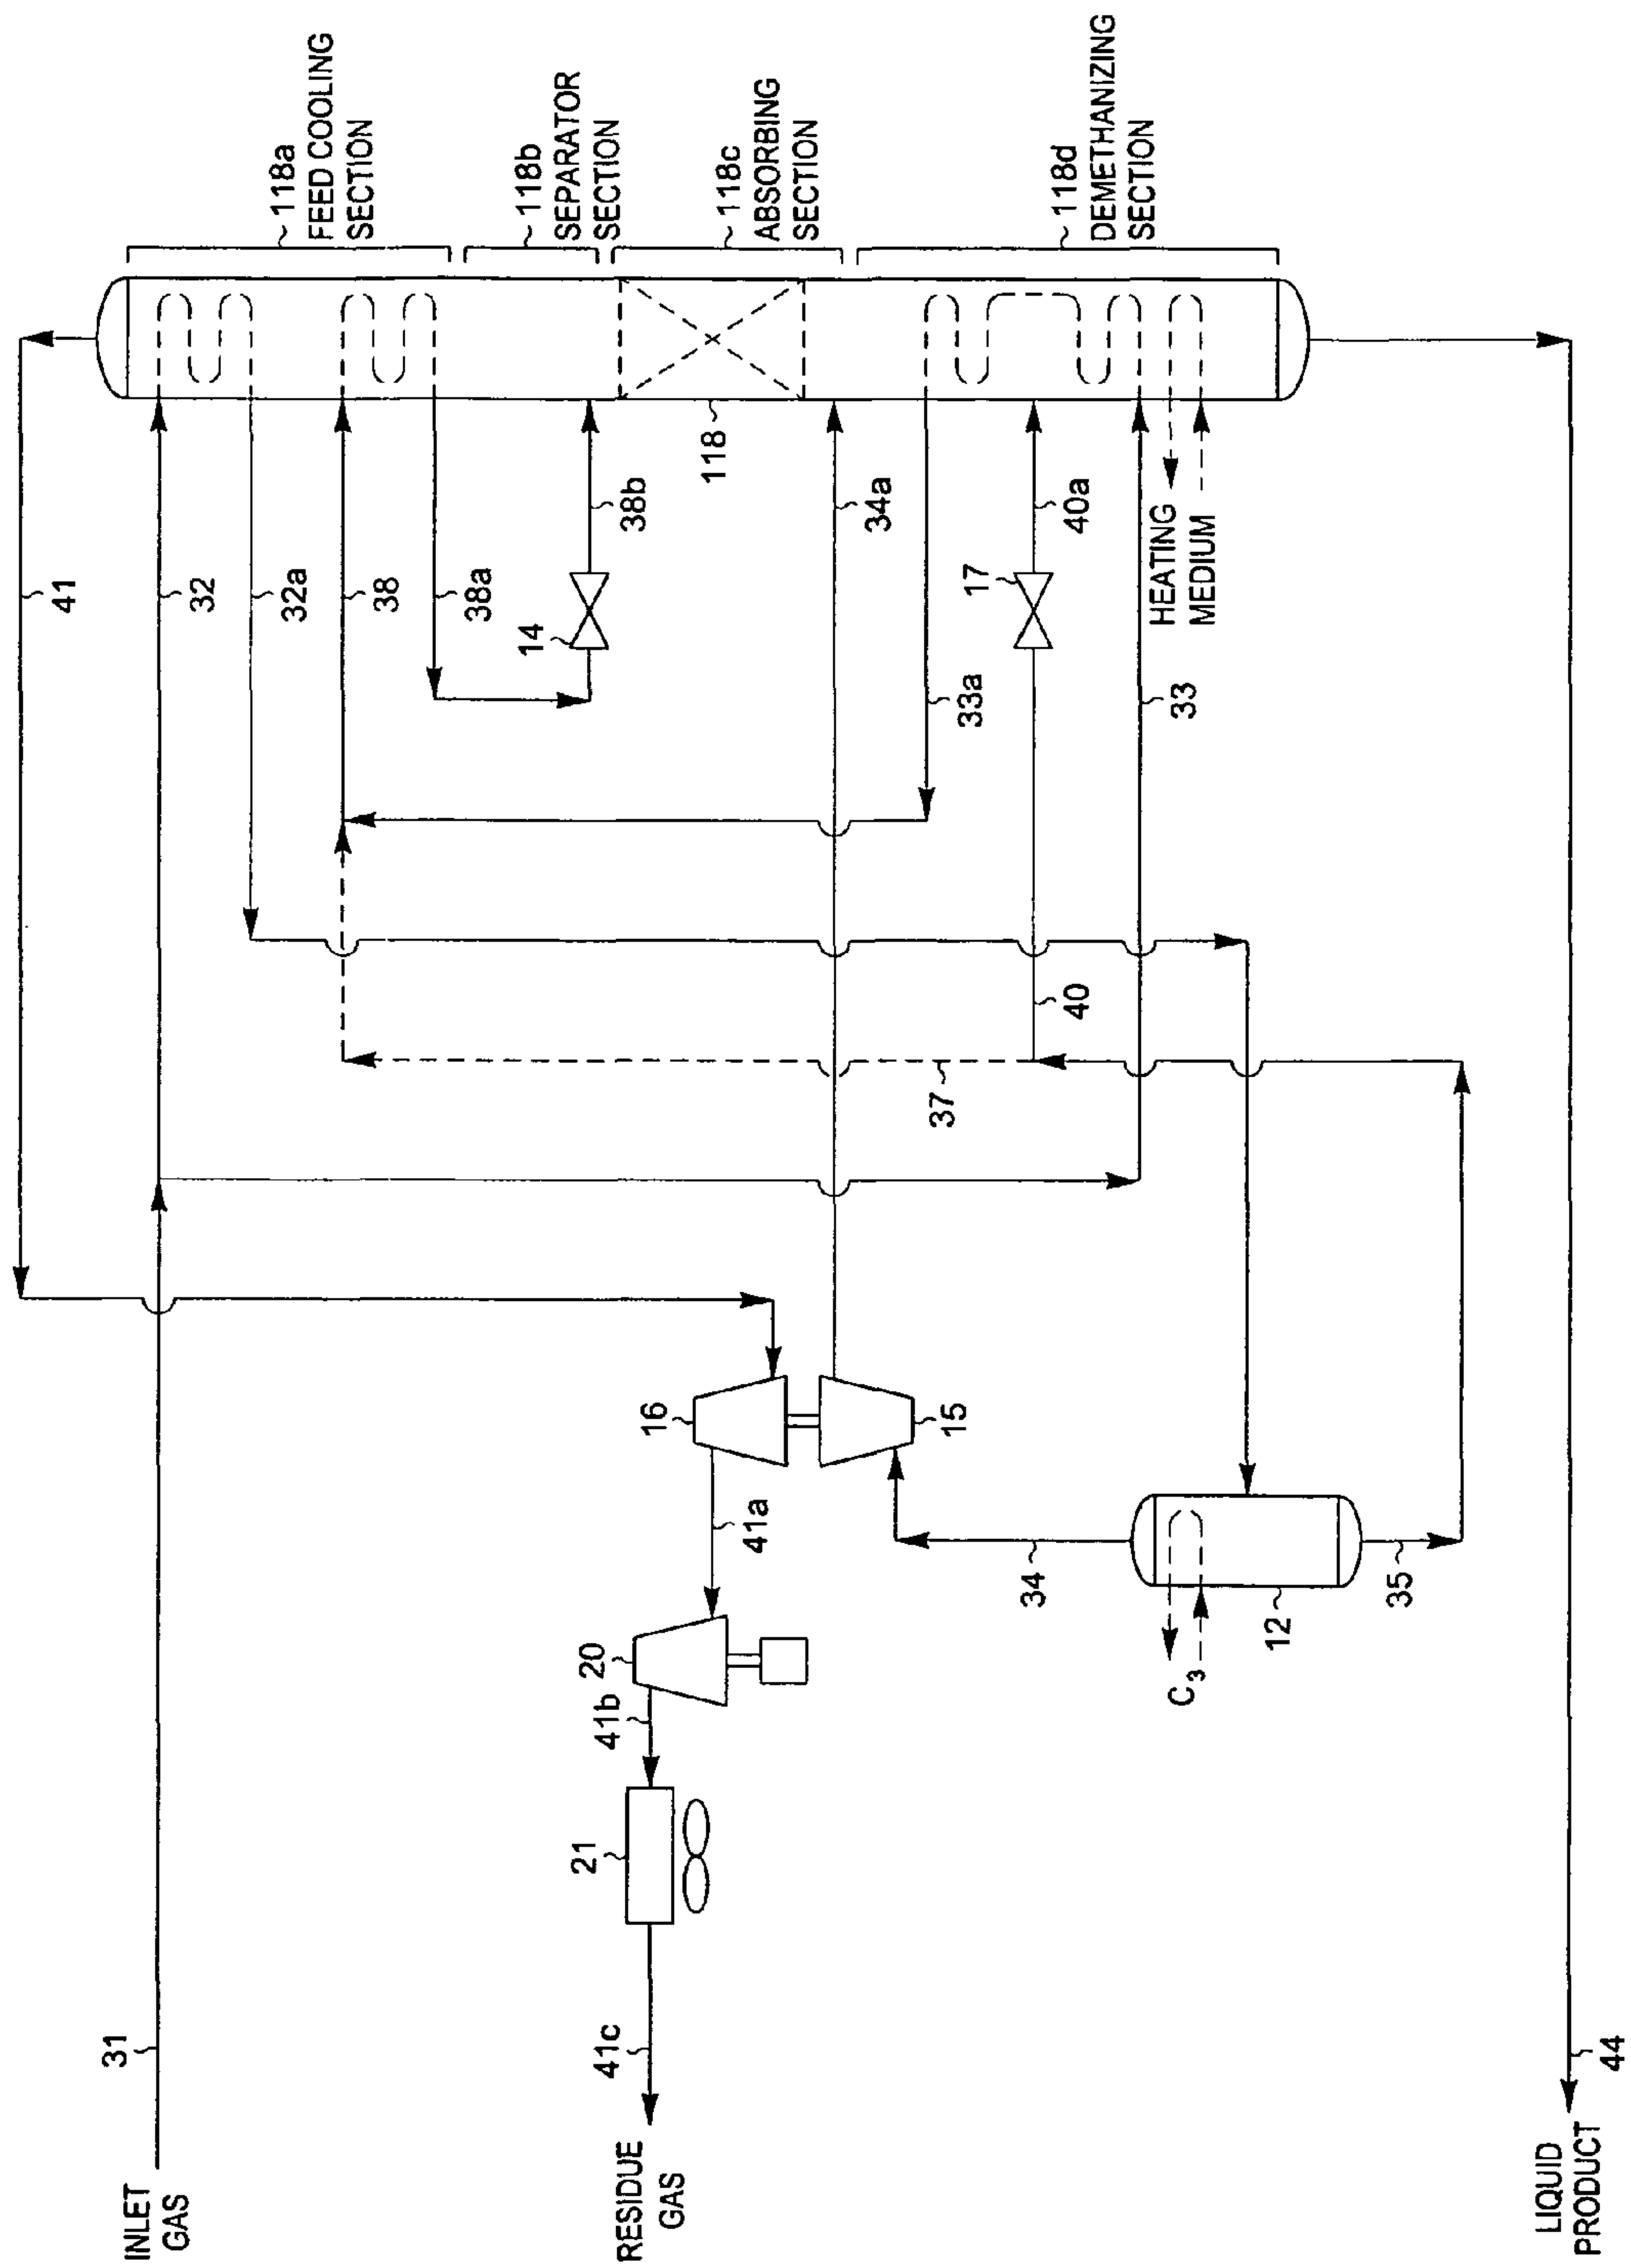 118a
FEED COOLING
SECTION
118b
SEPARATOR
SECTION
118c
ABSORBING
SECTION
118d
DEMETHANIZING
SECTION
118
41
32
32a
38
38a
14
38b
34a
33a
17
40a
HEATING
MEDIUM
33
40
37
16
15
41a
20
41b
21
41c
34
12
35
C3
31
INLET
GAS
RESIDUE
GAS
44
LIQUID
PRODUCT